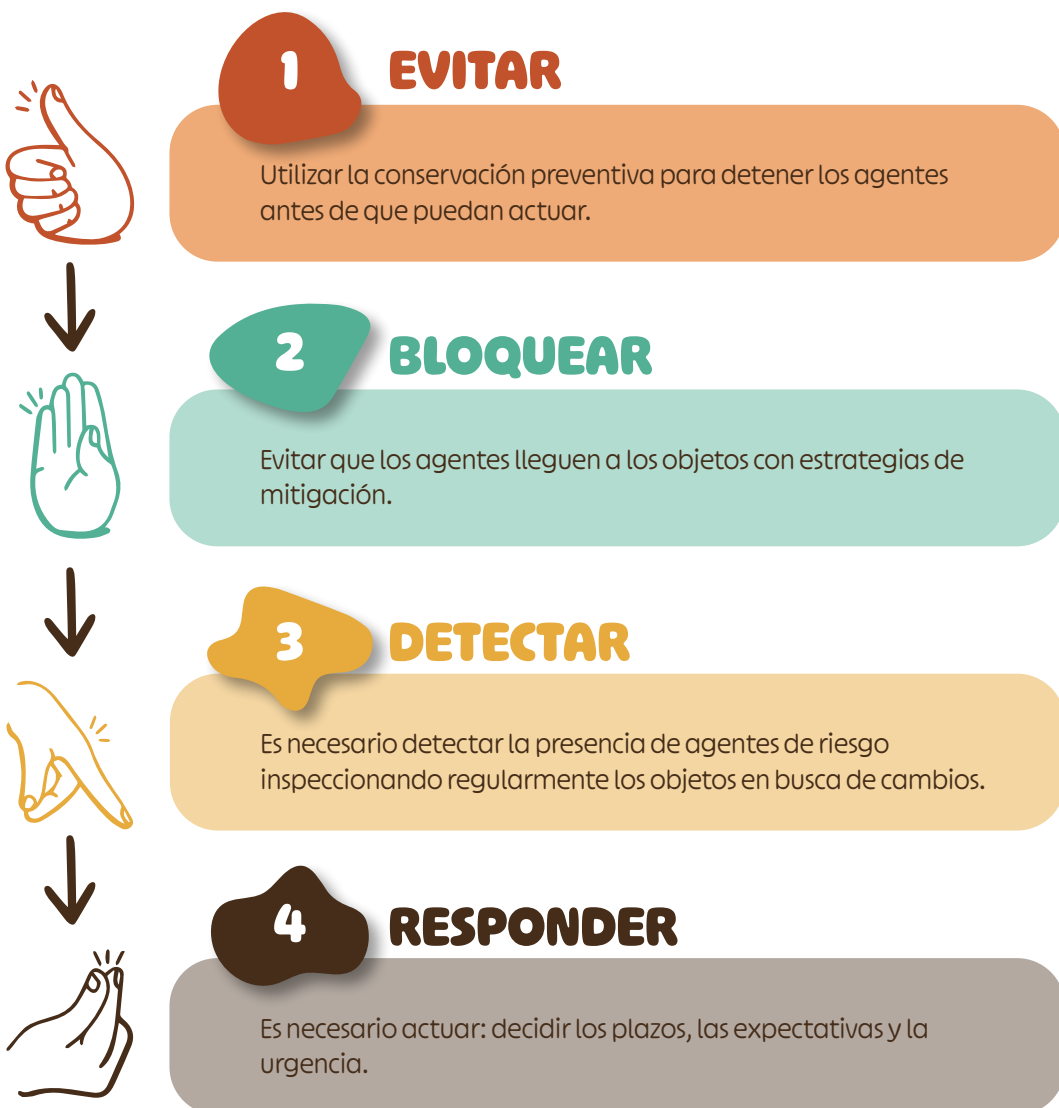 1 EVITAR
Utilizar la conservación preventiva para detener los agentes
antes de que puedan actuar.
2 BLOQUEAR
Evitar que los agentes lleguen a los objetos con estrategias de
mitigación.
3 DETECTAR
Es necesario detectar la presencia de agentes de riesgo
inspeccionando regularmente los objetos en busca de cambios.
4 RESPONDER
Es necesario actuar: decidir los plazos, las expectativas y la
urgencia.